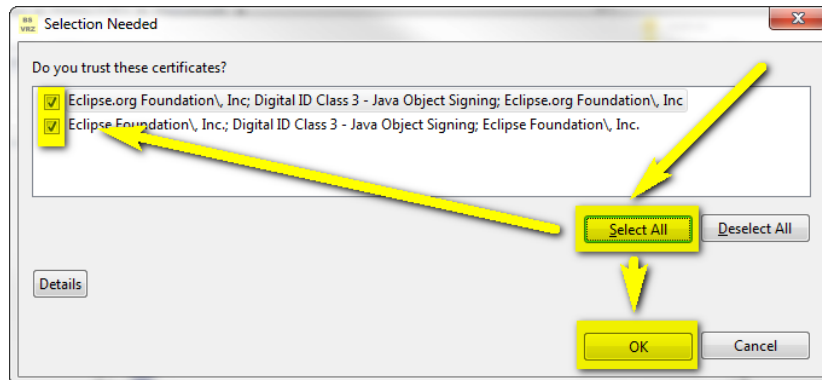 BB
VRZ
Selection Needed
Do you trust these certificates?
Eclipse.org Foundation\, Inc; Digital ID Class 3 - Java Object Signing; Eclipse.org Foundation\, Inc
Eclipse Foundation\, Inc.; Digital ID Class 3 - Java Object Signing; Eclipse Foundation\, Inc.
Select All
Deselect All
Details
OK
Cancel